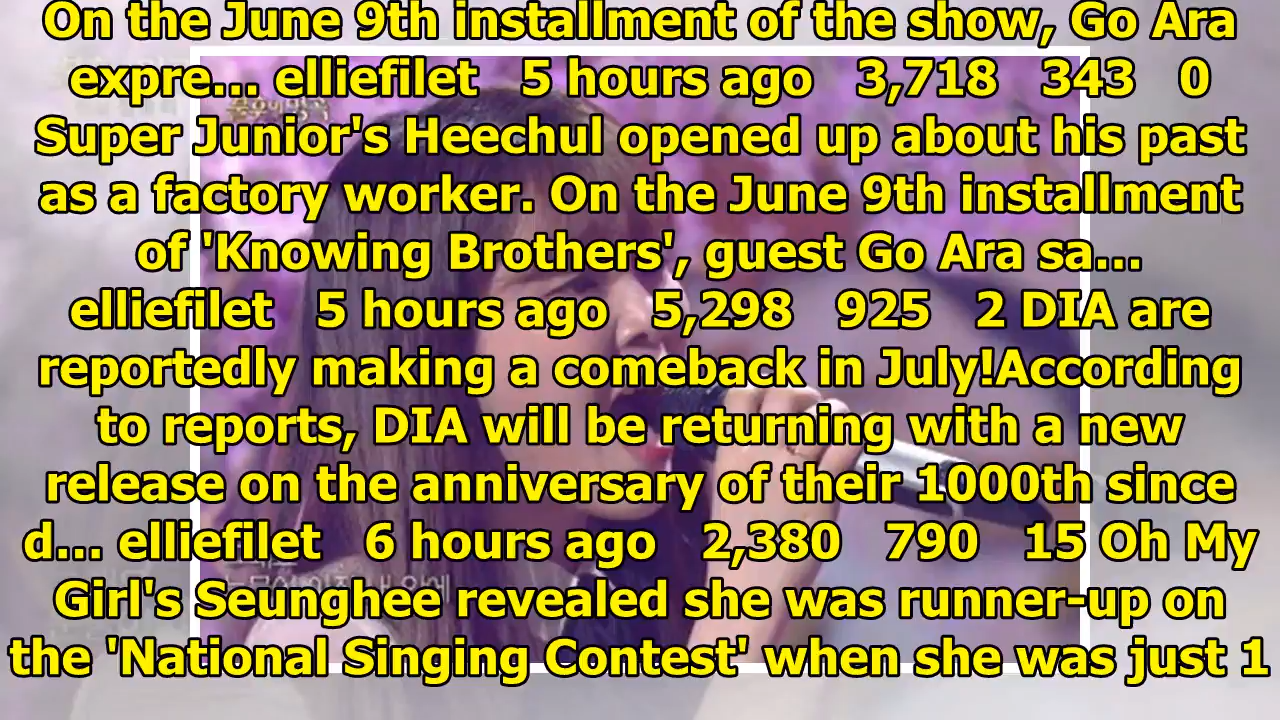 On the June 9th installment of the show, Go Ara
expre... elliefilet 5 hours ago 3,718 343 0
Super Junior's Heechul opened up about his past
as a factory worker. On the June 9th installment
of 'Knowing Brothers', guest Go Ara sa...
elliefilet 5 hours ago 5,298 925 2 DIA are
reportedly making a comeback in July!According
to reports, DIA will be returning with a new
release on the anniversary of their 1000th since
d... elliefilet 6 hours ago 2,380 790 15 Oh My
Girl's Seunghee revealed she was runner-up on
the 'National Singing Contest' when she was just 1